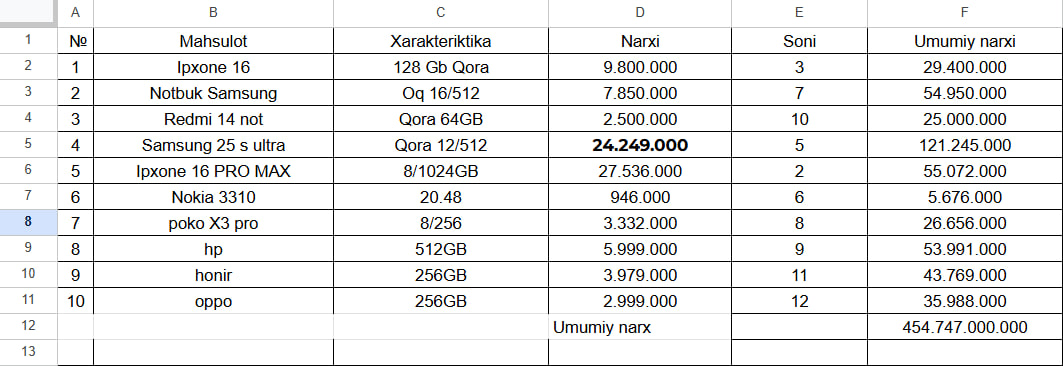 A B C D E F
1 № Mahsulot Xarakteriktika Narxi Soni Umumiy narxi
2 1 Ipxone 16 128 Gb Qora 9.800.000 3 29.400.000
3 2 Notbuk Samsung Oq 16/512 7.850.000 7 54.950.000
4 3 Redmi 14 not Qora 64GB 2.500.000 10 25.000.000
5 4 Samsung 25 s ultra Qora 12/512 24.249.000 5 121.245.000
6 5 Ipxone 16 PRO MAX 8/1024GB 27.536.000 2 55.072.000
7 6 Nokia 3310 20.48 946.000 6 5.676.000
8 7 poko X3 pro 8/256 3.332.000 8 26.656.000
9 8 hp 512GB 5.999.000 9 53.991.000
10 9 honir 256GB 3.979.000 11 43.769.000
11 10 oppo 256GB 2.999.000 12 35.988.000
12 Umumiy narx 454.747.000.000
13